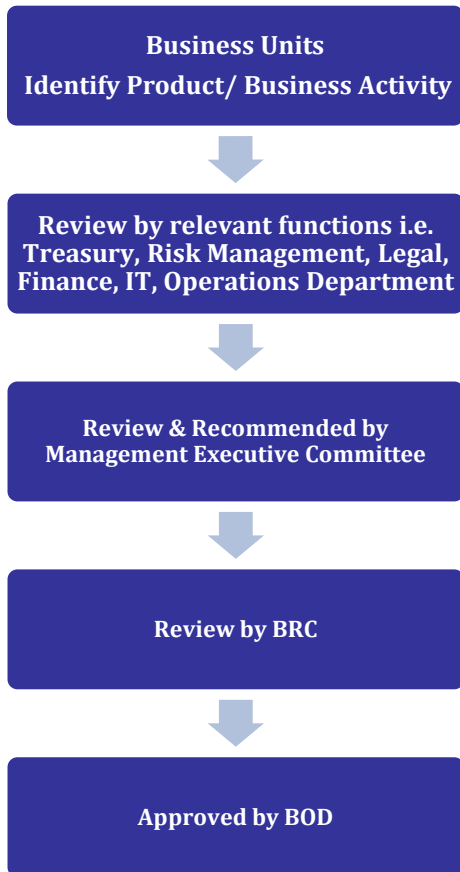 Business Units
Identify Product/ Business Activity
Review by relevant functions i.e.
Treasury, Risk Management, Legal,
Finance, IT, Operations Department
Review & Recommended by
Management Executive Committee
Review by BRC
Approved by BOD